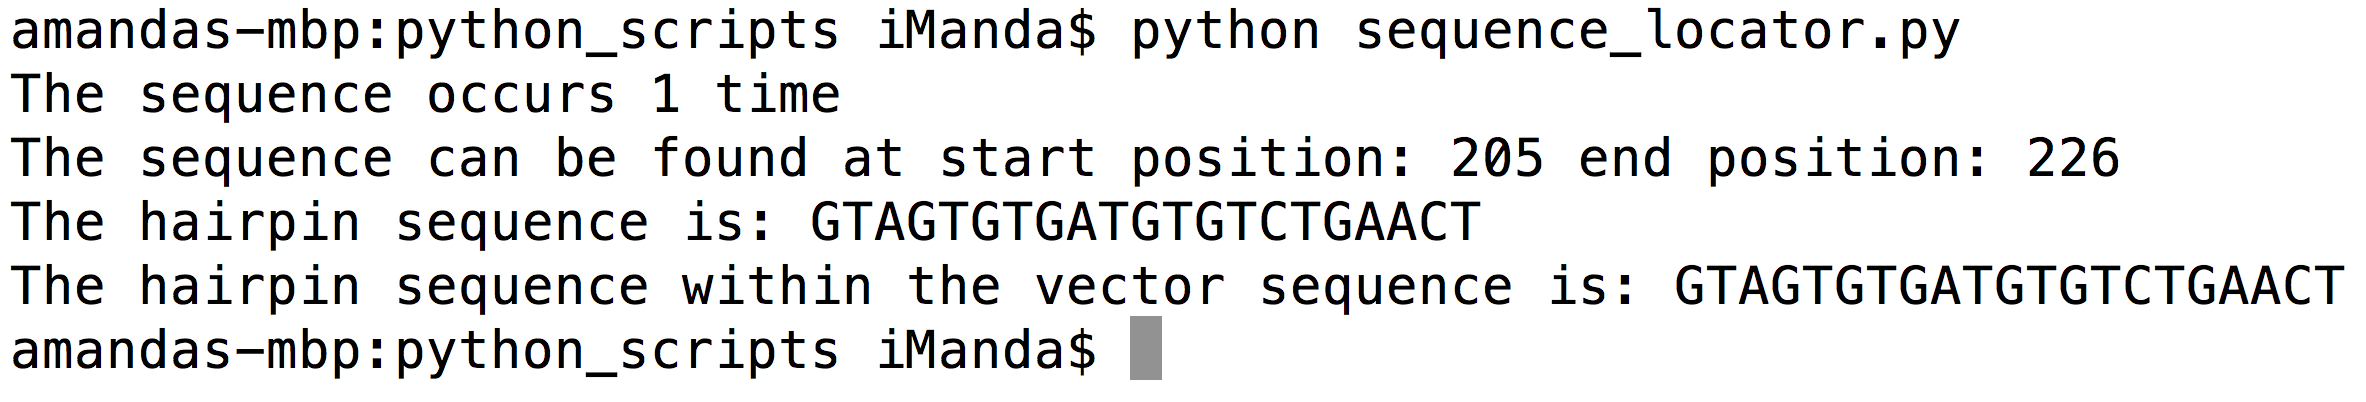 amandas-mbp:python_scripts iManda$ python sequence_locator.py
The sequence occurs 1 time
The sequence can be found at start position: 205 end position: 226
The hairpin sequence is: GTAGTGTGATGTGTCTGAACT
The hairpin sequence within the vector sequence is: GTAGTGTGATGTGTCTGAACT
amandas-mbp:python_scripts iManda$